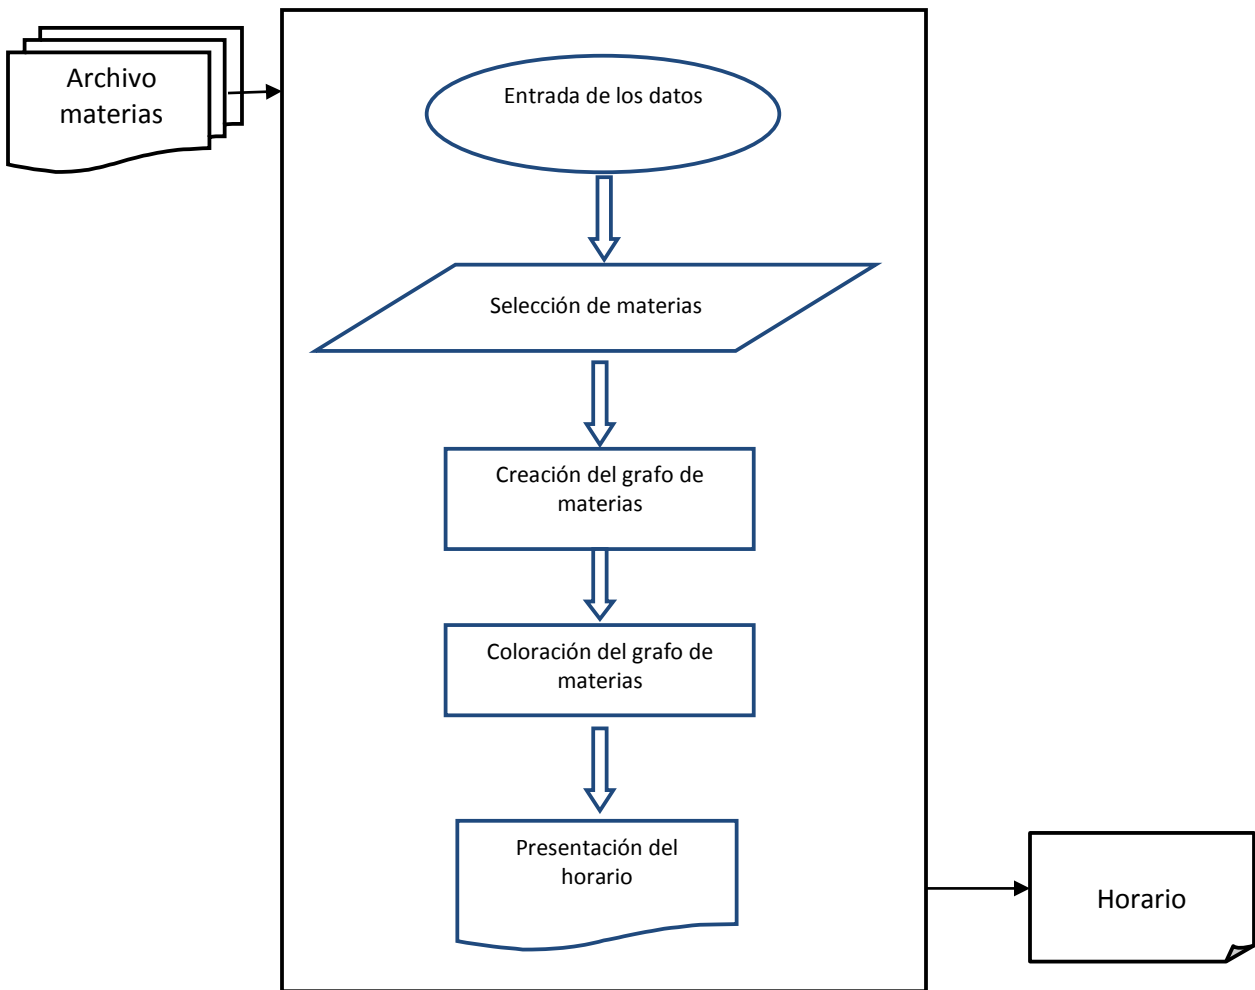 Archivo
materias
Entrada de los datos
Selección de materias
Creación del grafo de
materias
Coloración del grafo de
materias
Presentación del
horario
Horario